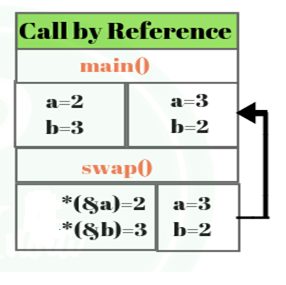 Call by Reference
main()
a=2 a=3
b=3 b=2
swap()
*(&a)=2 a=3
*(&b)=3 b=2